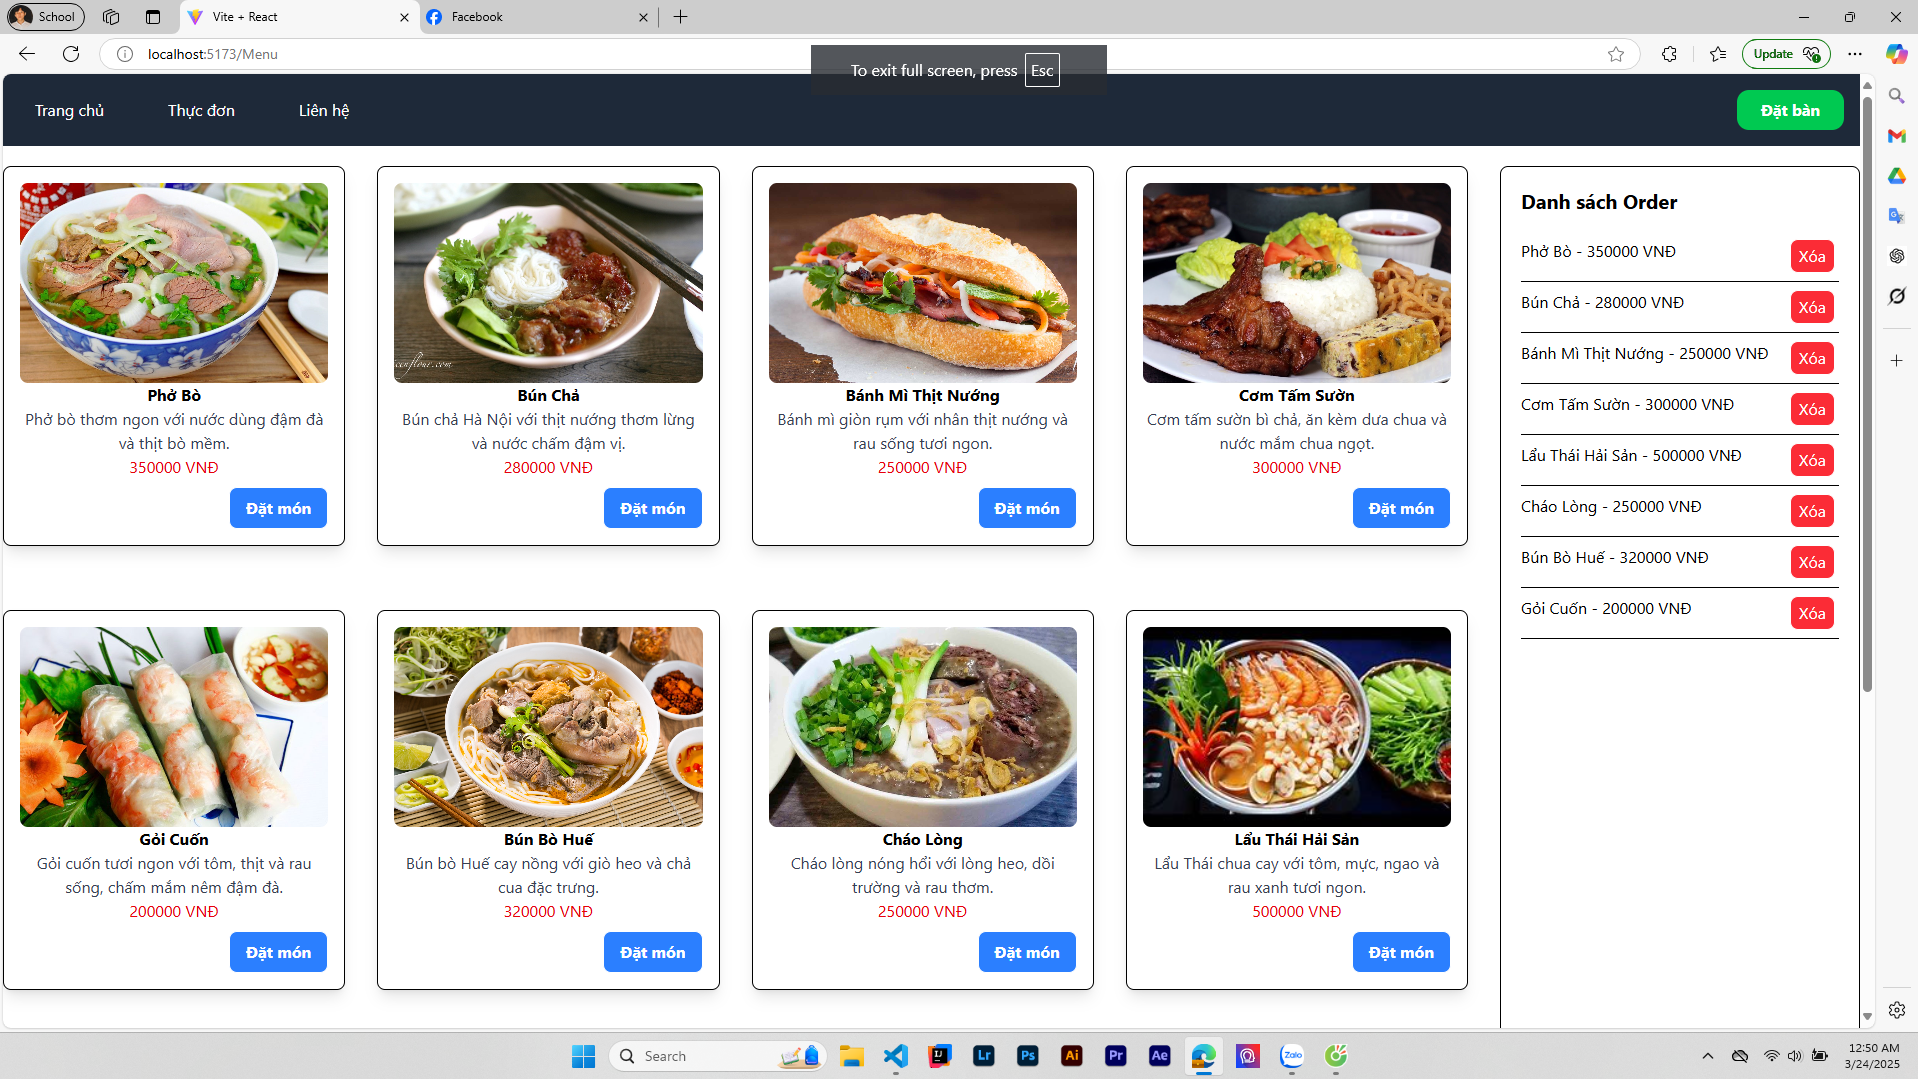 School
Vite + React
Facebook
localhost:5173/Menu
Update
To exit full screen, press Esc
Trang chủ
Thực đơn
Liên hệ
Đặt bàn
Phở Bò
Phở bò thơm ngon với nước dùng đậm đà
và thịt bò mềm.
350000 VNĐ
Đặt món
Bún Chả
Bún chả Hà Nội với thịt nướng thơm lừng
và nước chấm đậm vị.
280000 VNĐ
Đặt món
Bánh Mì Thịt Nướng
Bánh mì giòn rụm với nhân thịt nướng và
rau sống tươi ngon.
250000 VNĐ
Đặt món
Cơm Tấm Sườn
Cơm tấm sườn bì chả, ăn kèm dưa chua và
nước mắm chua ngọt.
300000 VNĐ
Đặt món
Gỏi Cuốn
Gỏi cuốn tươi ngon với tôm, thịt và rau
sống, chấm mắm nêm đậm đà.
200000 VNĐ
Đặt món
Bún Bò Huế
Bún bò Huế cay nồng với giò heo và chả
cua đặc trưng.
320000 VNĐ
Đặt món
Cháo Lòng
Cháo lòng nóng hổi với lòng heo, dồi
trường và rau thơm.
250000 VNĐ
Đặt món
Lẩu Thái Hải Sản
Lẩu Thái chua cay với tôm, mực, ngao và
rau xanh tươi ngon.
500000 VNĐ
Đặt món
Danh sách Order
Phở Bò - 350000 VNĐ
Xóa
Bún Chả - 280000 VNĐ
Xóa
Bánh Mì Thịt Nướng - 250000 VNĐ
Xóa
Cơm Tấm Sườn - 300000 VNĐ
Xóa
Lẩu Thái Hải Sản - 500000 VNĐ
Xóa
Cháo Lòng - 250000 VNĐ
Xóa
Bún Bò Huế - 320000 VNĐ
Xóa
Gỏi Cuốn - 200000 VNĐ
Xóa
Search
Lr
Ps
Ai
Pr
Ae
Zalo
12:50 AM
3/24/2025